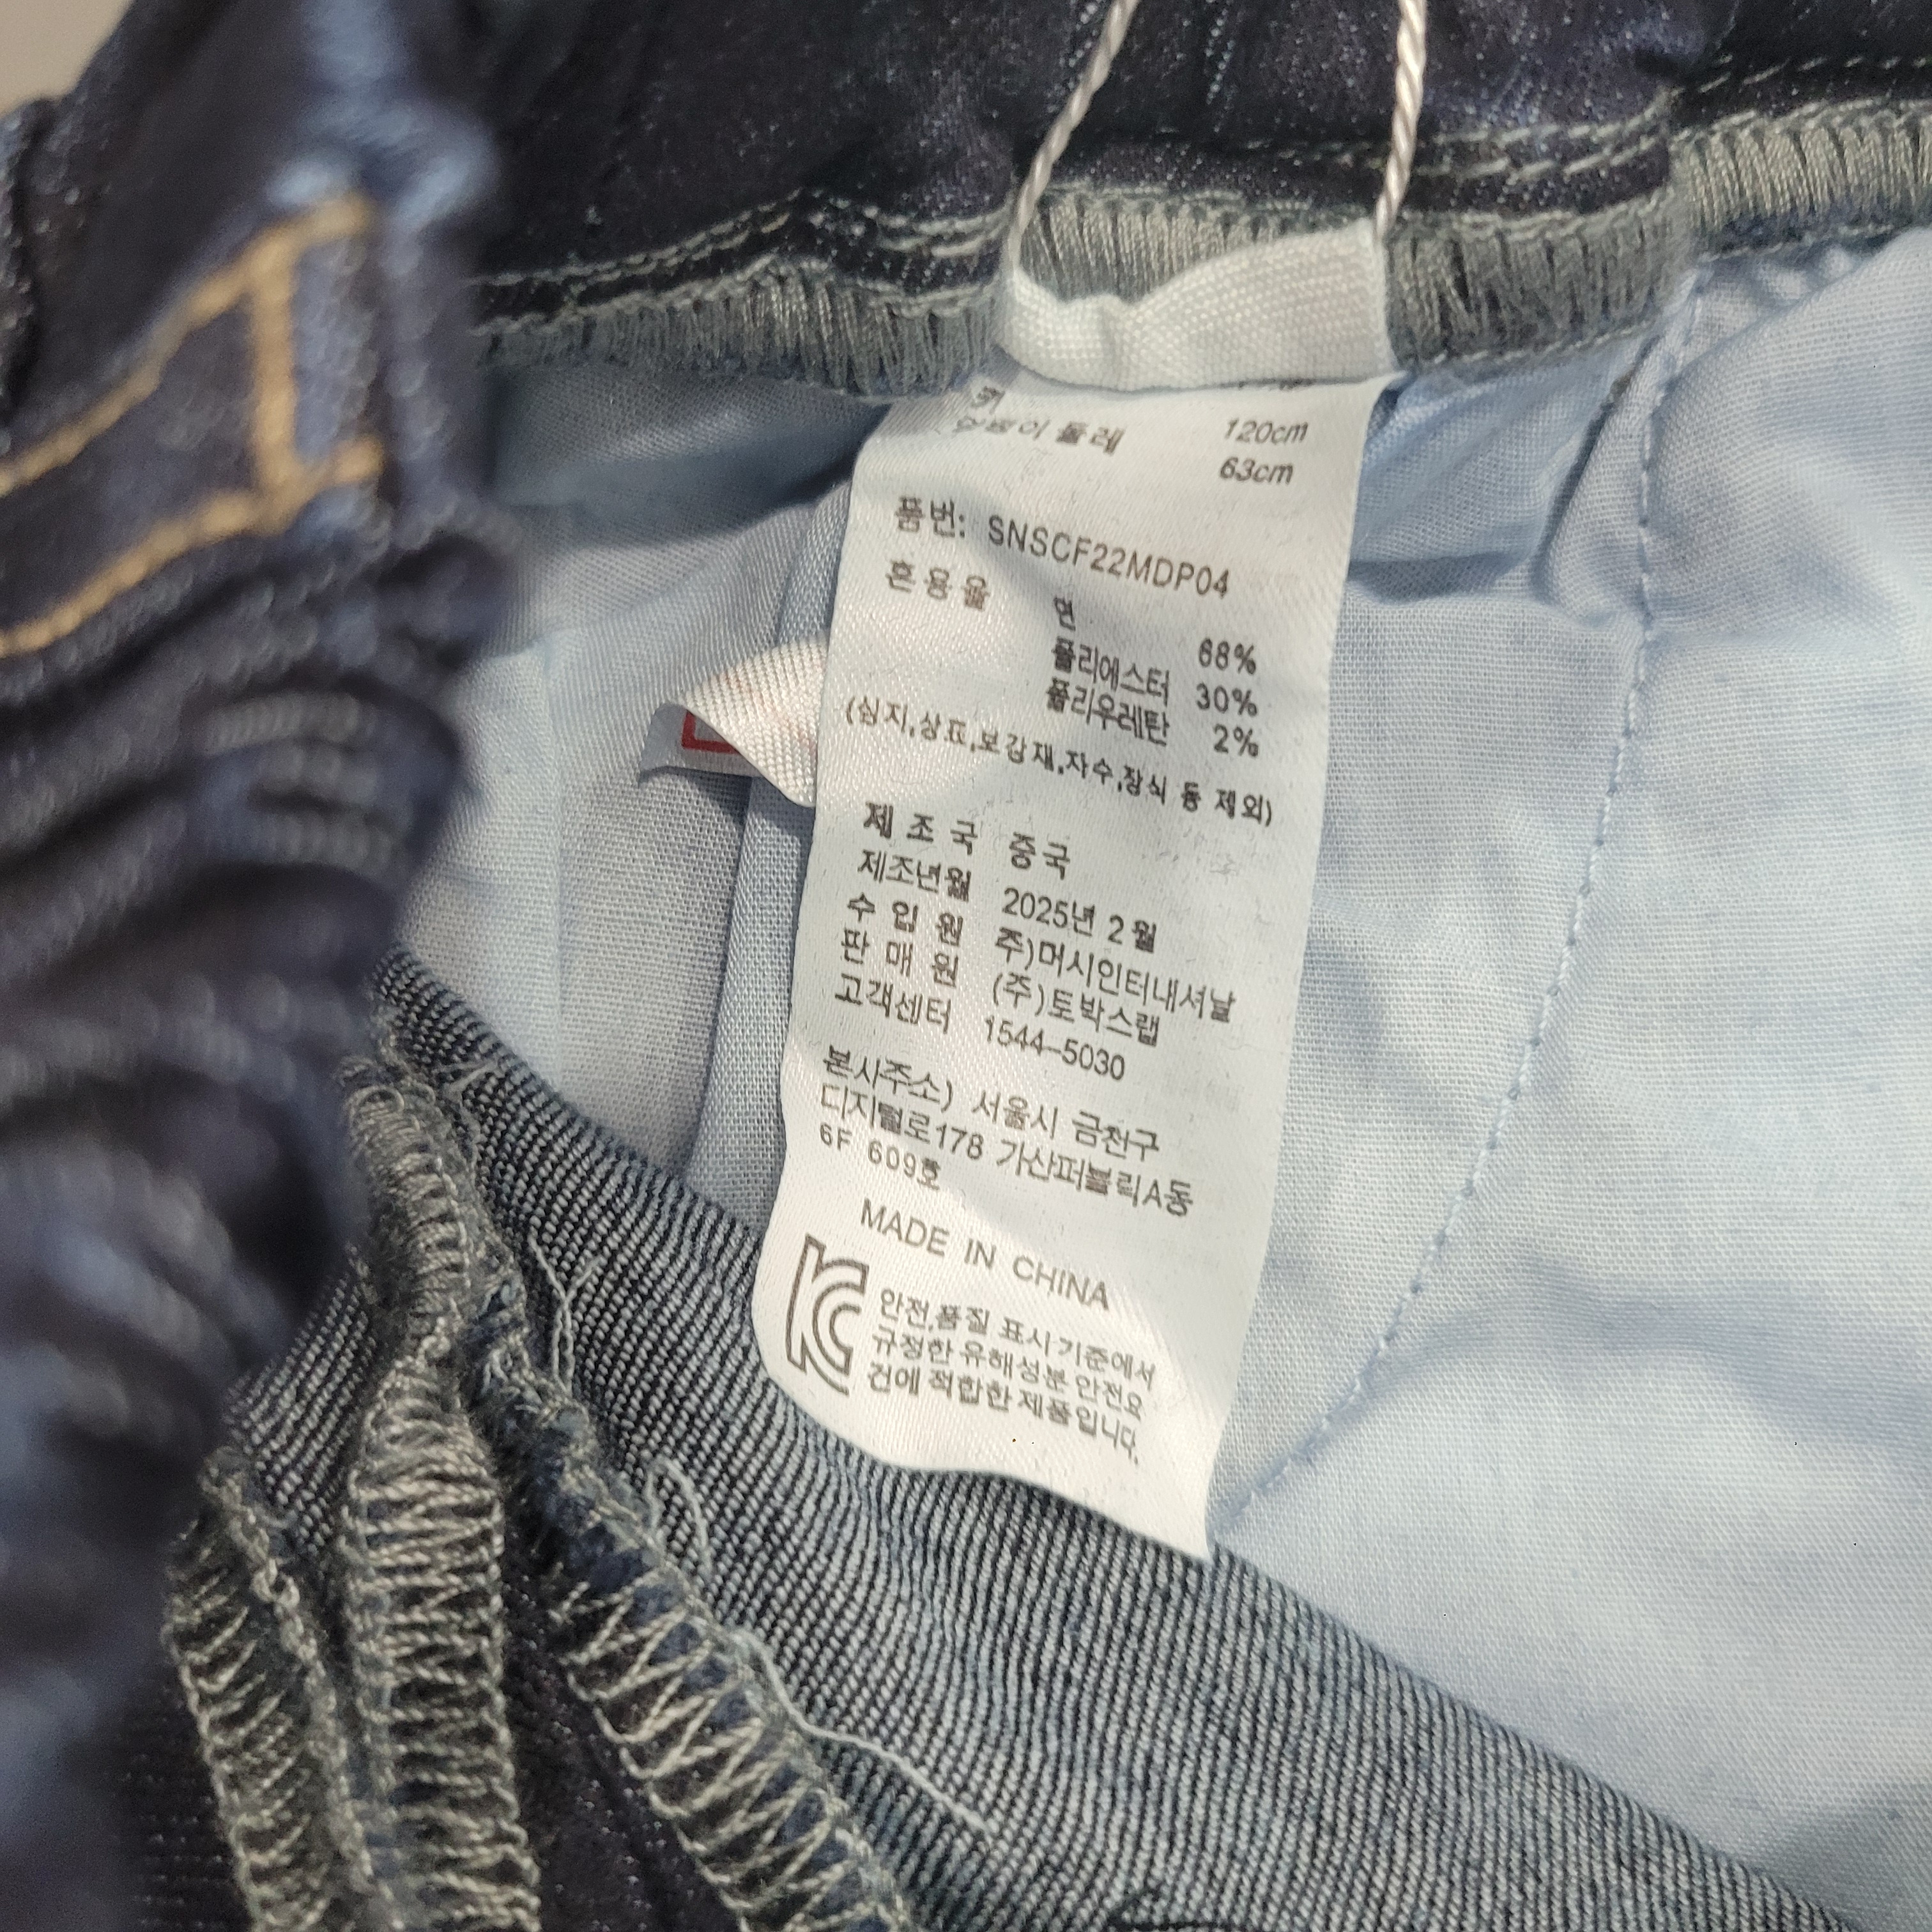 키 120cm
엉덩이 둘레 63cm
품번: SNSCF22MDP04
혼용율 면 68%
폴리에스터 30%
폴리우레탄 2%
(심지,상표,보강재,자수,장식 등 제외)
제조국 중국
제조년월 2025년 2월
수입원 주)머시인터내셔날
판매원 (주)토박스랩
고객센터 1544-5030
본사주소) 서울시 금천구
디지털로178 가산퍼블릭A동
6F 609호
MADE IN CHINA
안전,품질 표시기준에서
규정한 유해성분 안전요
건에 적합한 제품입니다.